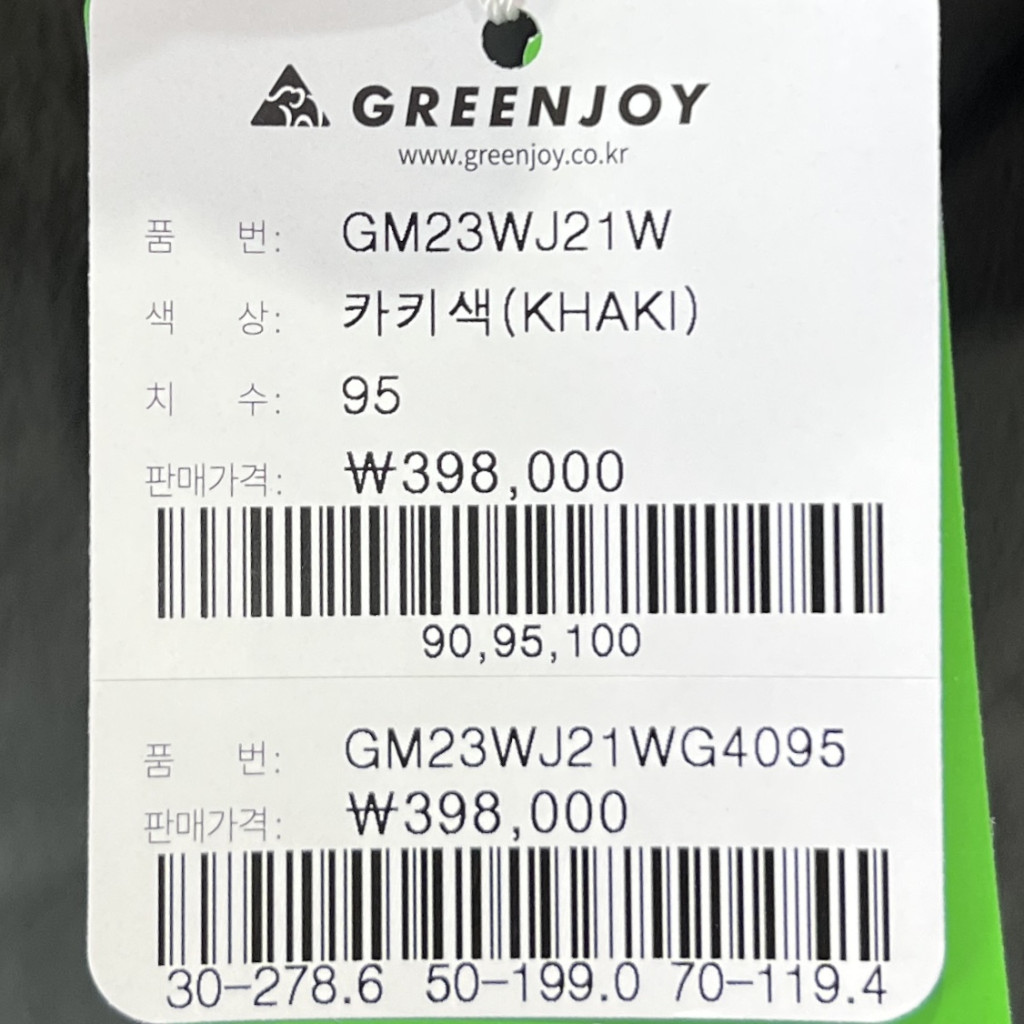 GREENJOY
www.greenjoy.co.kr
품 번: GM23WJ21W
색 상: 카키색(KHAKI)
치 수: 95
판매가격: ₩398,000
90,95,100
품 번: GM23WJ21WG4095
판매가격: ₩398,000
30-278.6 50-199.0 70-119.4